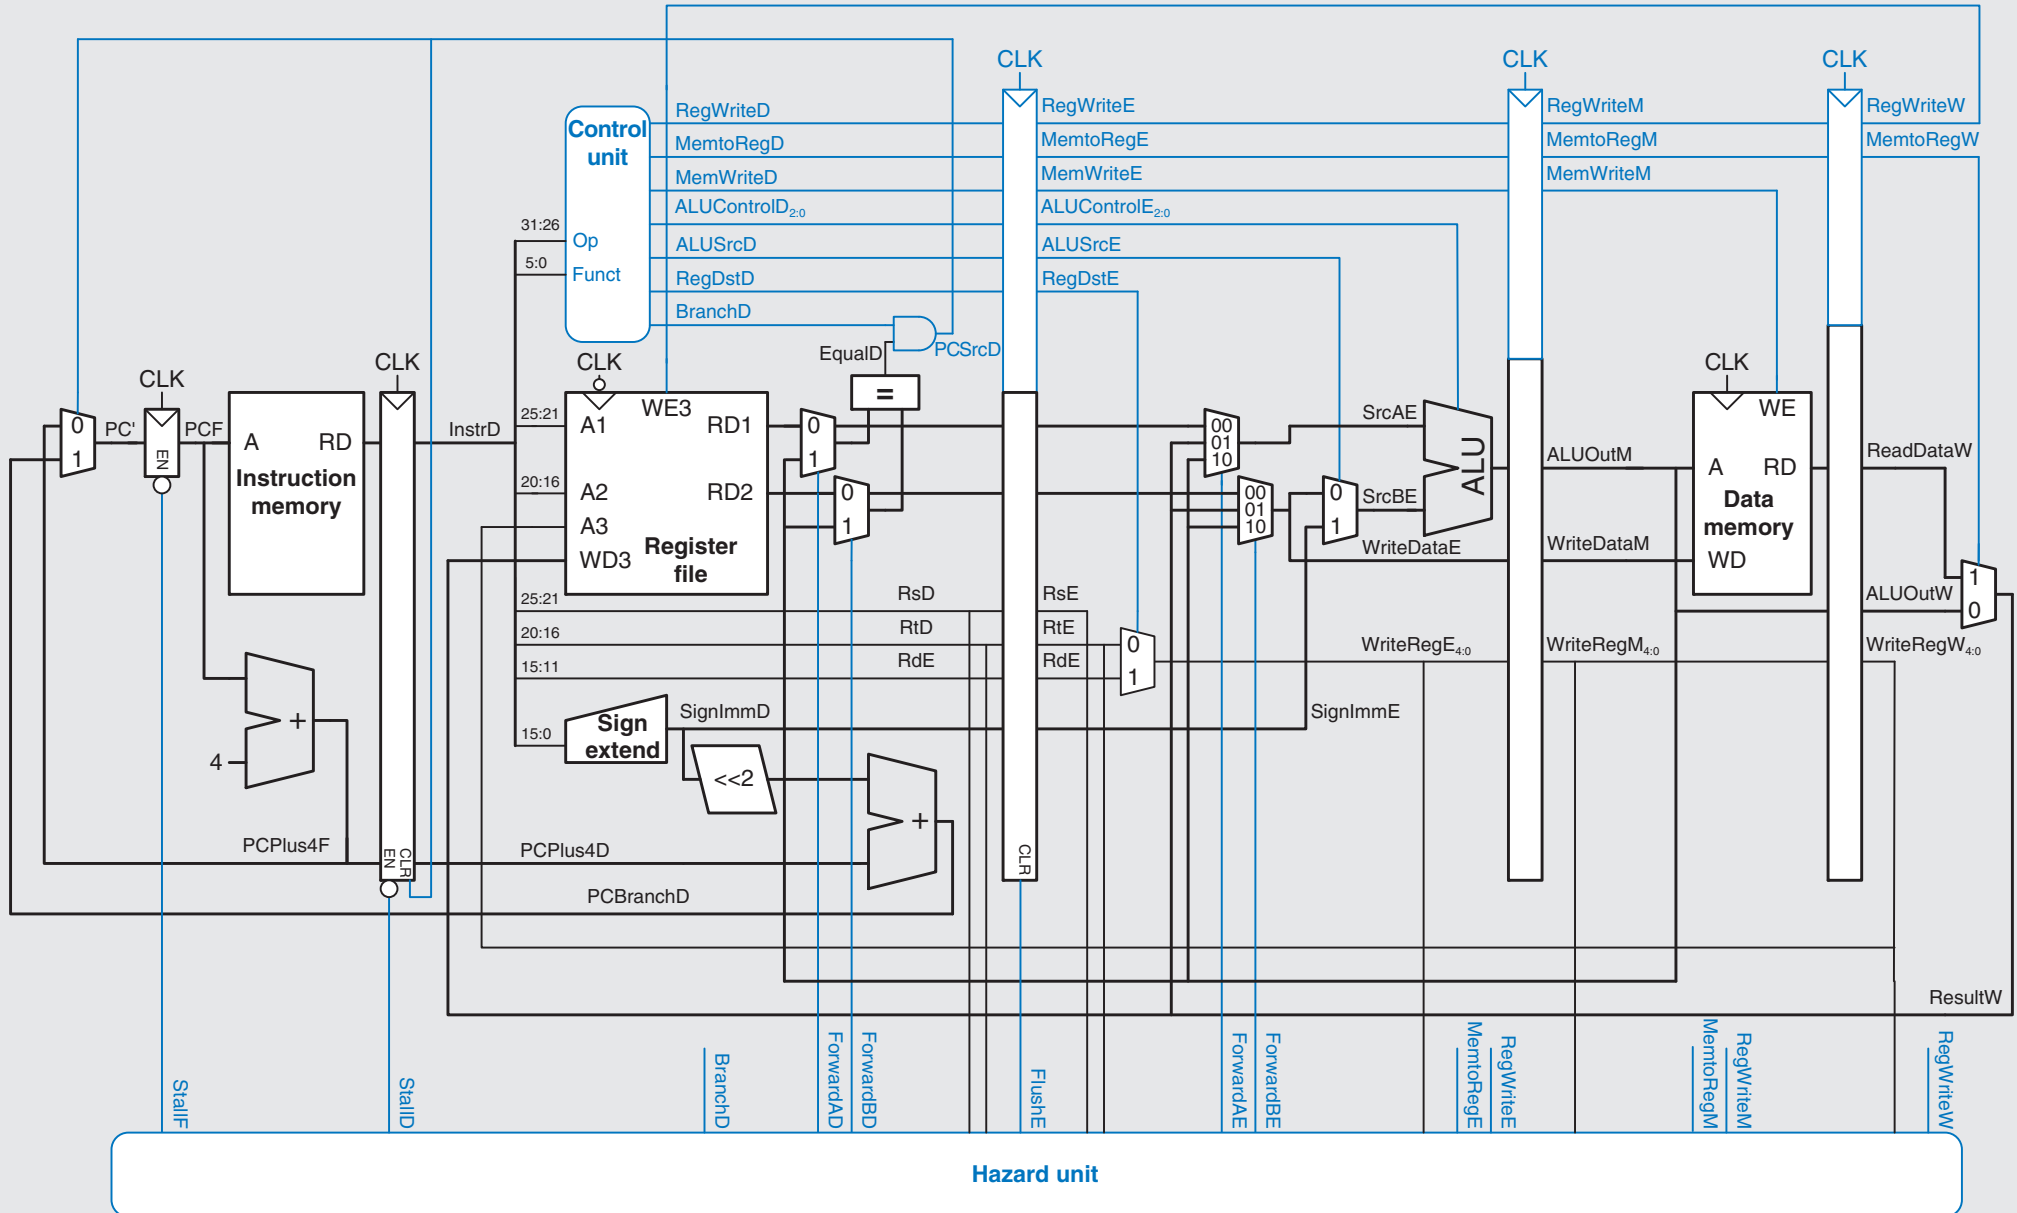 CLK
CLK
CLK
Control
unit
Op
Funct
31:26
5:0
RegWriteD
MemtoRegD
MemWriteD
ALUControlD2:0
ALUSrcD
RegDstD
BranchD
RegWriteE
MemtoRegE
MemWriteE
ALUControlE2:0
ALUSrcE
RegDstE
RegWriteM
MemtoRegM
MemWriteM
RegWriteW
MemtoRegW
EqualD
PCSrcD
=
CLK
CLK
CLK
CLK
0
1
PC'
EN
PCF
A
RD
Instruction
memory
InstrD
25:21
20:16
A1
A2
A3
WD3
WE3
RD1
RD2
Register
file
0
1
0
1
00
01
10
00
01
10
0
1
SrcAE
SrcBE
ALU
WriteDataE
ALUOutM
WriteDataM
A
RD
WE
Data
memory
WD
ReadDataW
ALUOutW
1
0
25:21
20:16
15:11
15:0
RsD
RtD
RdE
RsE
RtE
RdE
0
1
WriteRegE4:0
WriteRegM4:0
WriteRegW4:0
Sign
extend
SignImmD
SignImmE
<<2
+
4
+
PCPlus4F
EN
CLR
PCPlus4D
CLR
PCBranchD
ResultW
StallF
StallD
BranchD
ForwardAD
ForwardBD
FlushE
ForwardAE
ForwardBE
MemtoRegE
RegWriteE
MemtoRegM
RegWriteM
RegWriteW
Hazard unit